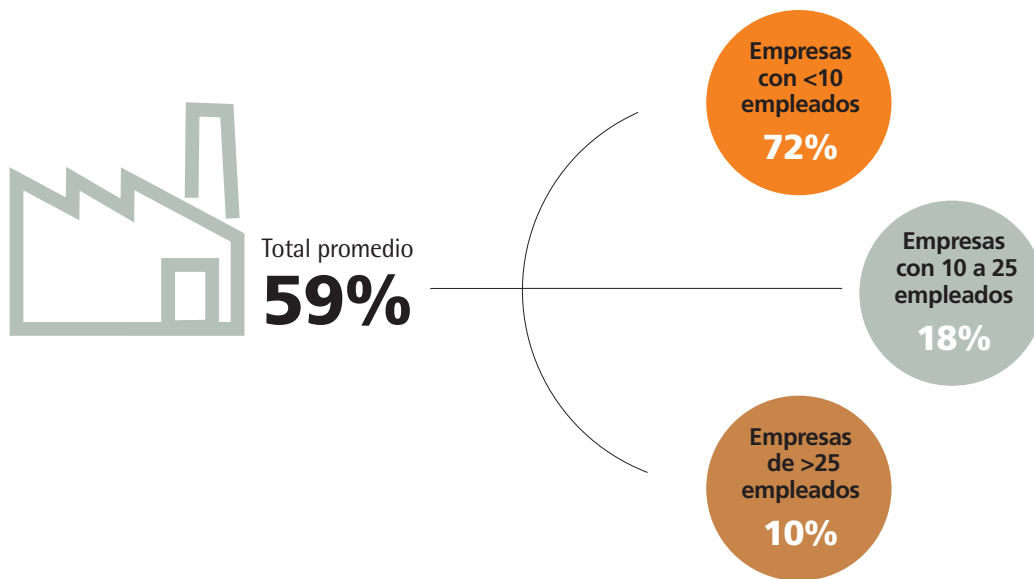 Total promedio
59%
Empresas
con <10
empleados
72%
Empresas
con 10 a 25
empleados
18%
Empresas
de >25
empleados
10%